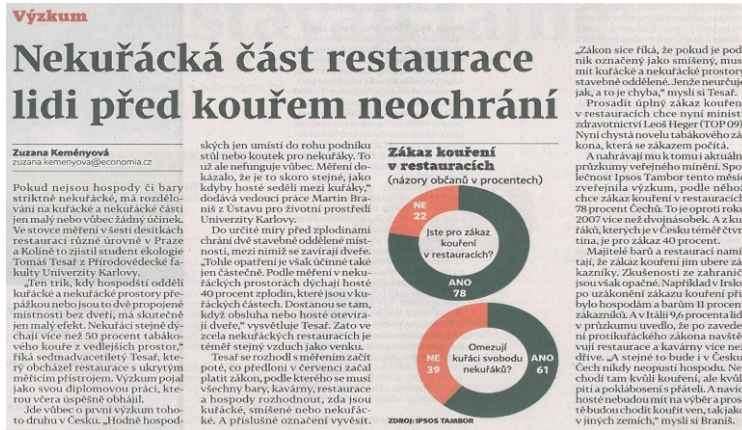 Výzkum
Nekuřácká část restaurace
lidi před kouřem neochrání
Zuzana Keményová
zuzana.kemenyova@economia.cz
Pokud nejsou hospody či bary
striktně nekuřácké, má rozdělo-
vání na kuřácké a nekuřácké části
jen malý nebo vůbec žádný účinek.
Ve stovce měření v šesti desítkách
restaurací různé úrovně v Praze
a Kolíně to zjistil student ekologie
Tomáš Tesař z Přírodovědecké fa-
kulty Univerzity Karlovy.
„Ten trik, kdy hospodští oddělí
kuřácké a nekuřácké prostory pře-
pážkou nebo jsou to dvě propojené
místnosti bez dveří, má skutečně
jen malý efekt. Nekuřáci stejně dý-
chají více než 50 procent tabáko-
vého kouře z vedlejších prostor,“
říká sedmadvacetiletý Tesař, kte-
rý obcházel restaurace s ukrytým
měřicím přístrojem. Výzkum pojal
jako svou diplomovou práci, kte-
rou včera úspěšně obhájil.
Jde vůbec o první výzkum toho-
to druhu v Česku. „Hodně hospod-
ských jen umístí do rohu podniku
stůl nebo koutek pro nekuřáky. To
už ale nefunguje vůbec. Měření do-
kázalo, že je to skoro stejné, jako
kdyby hosté seděli mezi kuřáky,“
dodává vedoucí práce Martin Bra-
niš z Ústavu pro životní prostředí
Univerzity Karlovy.
Do určité míry před zplodinami
chrání dvě stavebně oddělené míst-
nosti, mezi nimiž se zavírají dveře.
„Tohle opatření je však účinné také
jen částečně. Podle měření v neku-
řáckých prostorách dýchají hosté
40 procent zplodin, které jsou v ku-
řáckých částech. Dostanou se tam,
když obsluha nebo hosté otevíra-
jí dveře,“ vysvětluje Tesař. Zato ve
zcela nekuřáckých restauracích je
téměř stejný vzduch jako venku.
Tesař se rozhodl s měřením začít
poté, co předloni v červenci začal
platit zákon, podle kterého se musí
všechny bary, kavárny, restaurace
a hospody rozhodnout, zda jsou
kuřácké, smíšené nebo nekuřác-
ké. A příslušné označení vyvěsit.
Zákaz kouření
v restauracích
(názory občanů v procentech)
NE
22
Jste pro zákaz
kouření
v restauracích?
ANO
78
Omezují
kuřáci svobodu
nekuřáků?
NE
39
ANO
61
ZDROJ: IPSOS TAMBOR
„Zákon sice říká, že pokud je pod-
nik označený jako smíšený, mus
mít kuřácké a nekuřácké prostory
stavebně oddělené. Jenže neurčuje
jak, a to je chyba,“ myslí si Tesař.
Prosadit úplný zákaz kouřen
v restauracích chce nyní minist
zdravotnictví Leoš Heger (TOP 09)
Nyní chystá novelu tabákového zá
kona, která se zákazem počítá.
A nahrávají mu k tomu i aktuáln
průzkumy veřejného mínění. Spo
lečnost Ipsos Tambor tento měsíc
zveřejnila výzkum, podle něhož
chce zákaz kouření v restauracích
78 procent Čechů. To je oproti roku
2007 více než dvojnásobek. A z ku
řáků, kterých je v Česku téměř čtvr
tina, je pro zákaz 40 procent.
Majitelé barů a restaurací namí
tají, že zákaz kouření jim ubere zá
kazníky. Zkušenosti ze zahranič
jsou však opačné. Například v Irsku
po uzákonění zákazu kouření při
bylo hospodám a barům 11 procen
zákazníků. A v Itálii 9,6 procenta lid
v průzkumu uvedlo, že po zavede
ní protikuřáckého zákona navště
vují restaurace a kavárny více než
dříve. „A stejné to bude i v Česku
Čech nikdy neopustí hospodu. Ne
chodí tam kvůli kouření, ale kvůl
pití a poklábosení s přáteli. A navíc
hosté nebudou mít na výběr a pros
tě budou chodit kouřit ven, tak jako
v jiných zemích,“ myslí si Braniš.